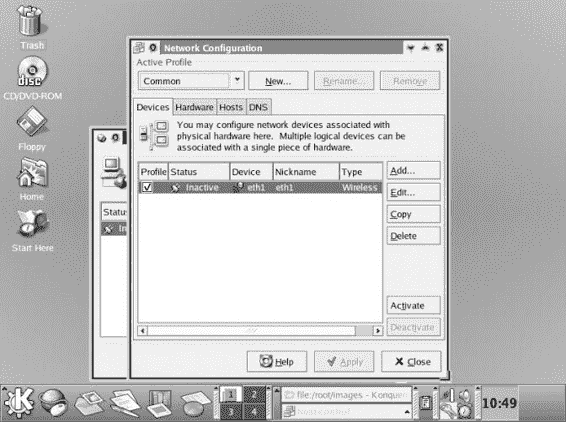 Trash
CD/DVD-ROM
Floppy
Home
Start Here
Network Configuration
Active Profile
Common
New...
Rename...
Remove
Devices
Hardware
Hosts
DNS
You may configure network devices associated with
physical hardware here. Multiple logical devices can be
associated with a single piece of hardware.
Profile Status Device Nickname Type
Inactive eth1 eth1 Wireless
Add...
Edit...
Copy
Delete
Activate
Deactivate
Help
Apply
Close
Status
In
1 2
3 4
file:/root/images - Konque
10:49